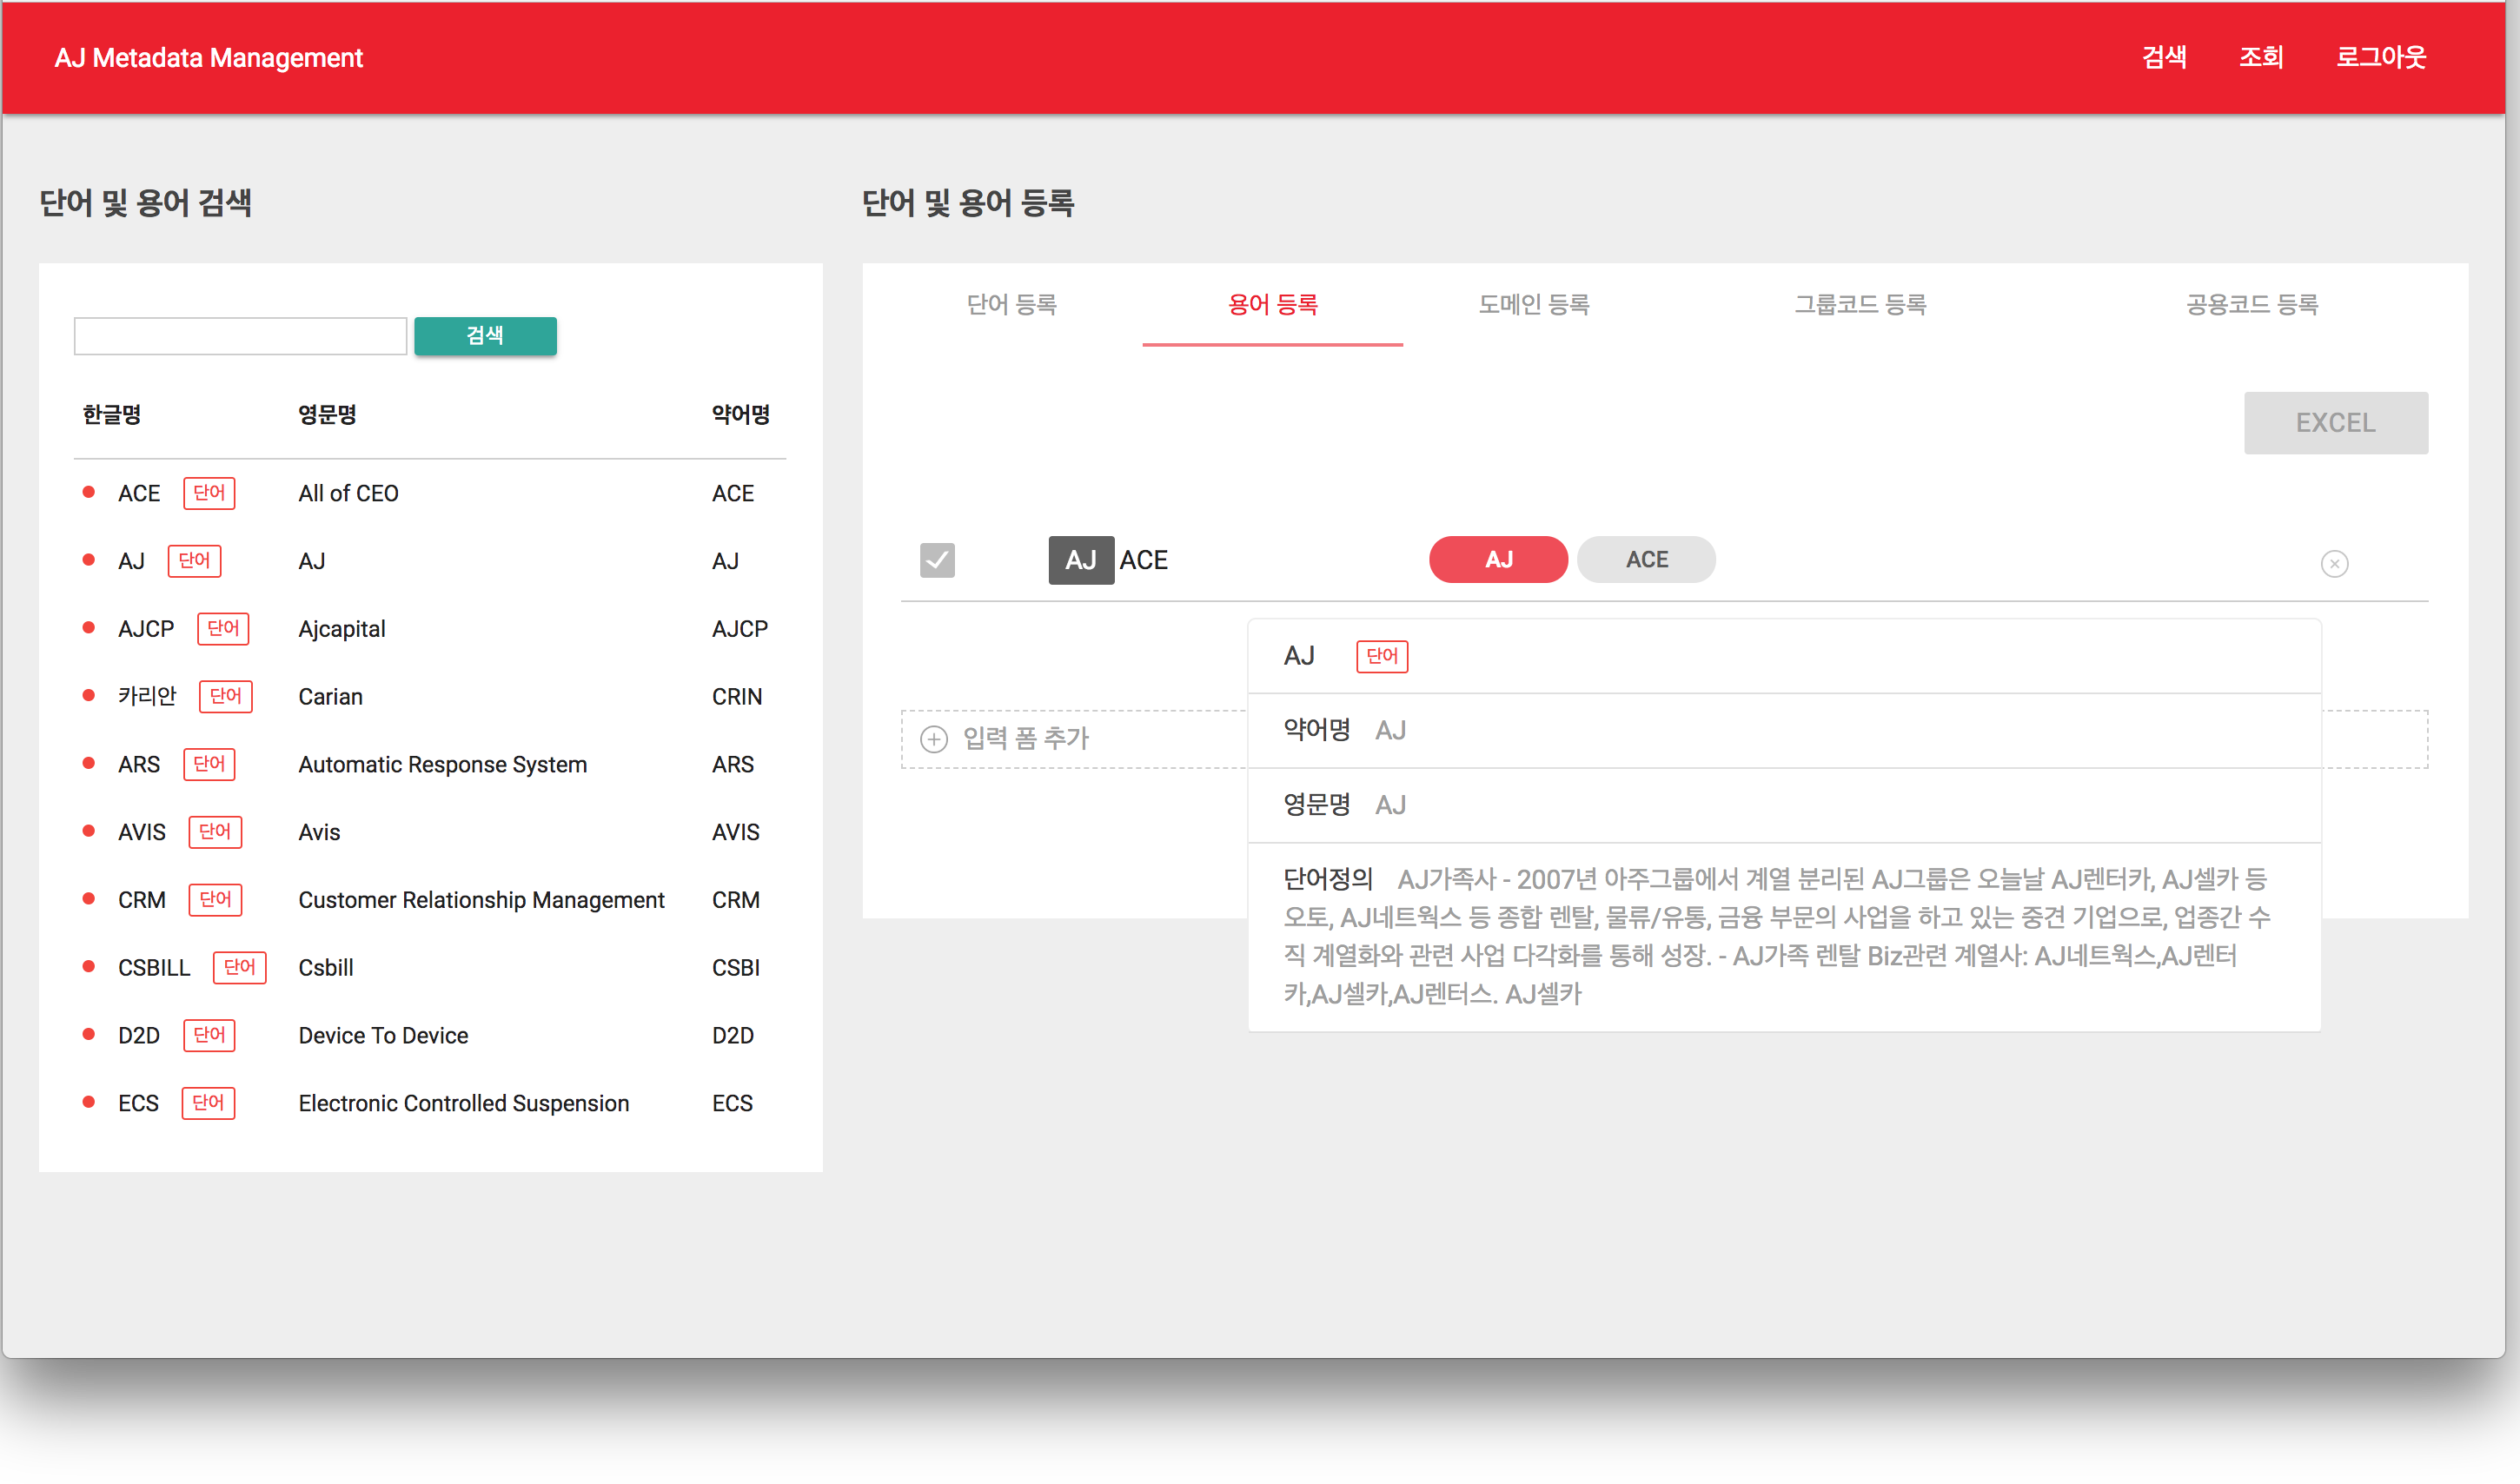 AJ Metadata Management
검색 조회 로그아웃
단어 및 용어 검색
검색
한글명 영문명 약어명
ACE 단어 All of CEO ACE
AJ 단어 AJ AJ
AJCP 단어 Ajcapital AJCP
카리안 단어 Carian CRIN
ARS 단어 Automatic Response System ARS
AVIS 단어 Avis AVIS
CRM 단어 Customer Relationship Management CRM
CSBILL 단어 Csbill CSBI
D2D 단어 Device To Device D2D
ECS 단어 Electronic Controlled Suspension ECS
단어 및 용어 등록
단어 등록 용어 등록 도메인 등록 그룹코드 등록 공용코드 등록
EXCEL
AJ ACE AJ ACE
입력 폼 추가
AJ 단어
약어명 AJ
영문명 AJ
단어정의 AJ가족사 - 2007년 아주그룹에서 계열 분리된 AJ그룹은 오늘날 AJ렌터카, AJ셀카 등
오토, AJ네트웍스 등 종합 렌탈, 물류/유통, 금융 부문의 사업을 하고 있는 중견 기업으로, 업종간 수
직 계열화와 관련 사업 다각화를 통해 성장. - AJ가족 렌탈 Biz관련 계열사: AJ네트웍스,AJ렌터
카,AJ셀카,AJ렌터스. AJ셀카